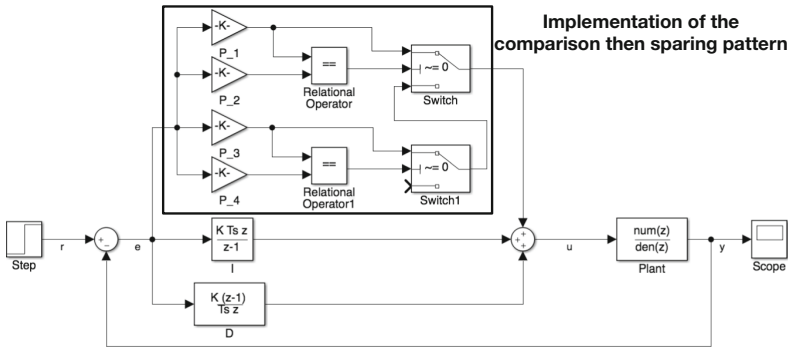 Implementation of the
comparison then sparing pattern
-K-
P_1
-K-
P_2
==
Relational
Operator
~= 0
Switch
-K-
P_3
-K-
P_4
==
Relational
Operator1
~= 0
Switch1
Step
r
+
−
e
K Ts z
z-1
I
K (z-1)
Ts z
D
+
+
+
u
num(z)
den(z)
Plant
y
Scope